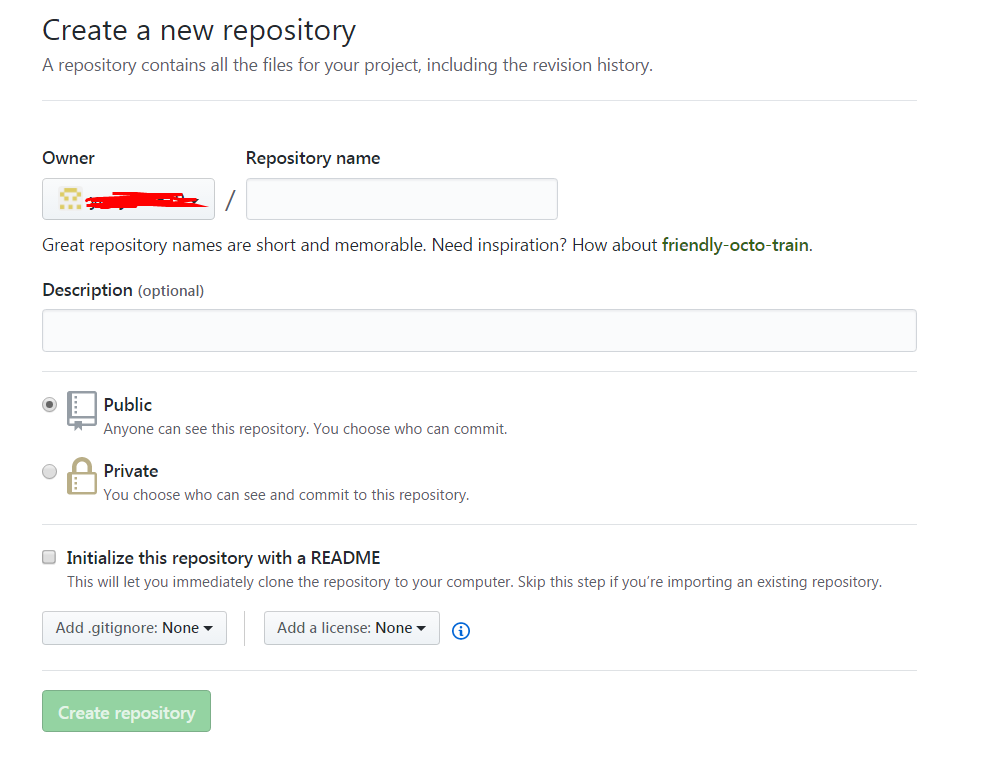 Create a new repository
A repository contains all the files for your project, including the revision history.
Owner
Repository name
/
Great repository names are short and memorable. Need inspiration? How about friendly-octo-train.
Description (optional)
Public
Anyone can see this repository. You choose who can commit.
Private
You choose who can see and commit to this repository.
Initialize this repository with a README
This will let you immediately clone the repository to your computer. Skip this step if you’re importing an existing repository.
Add .gitignore: None
Add a license: None
Create repository